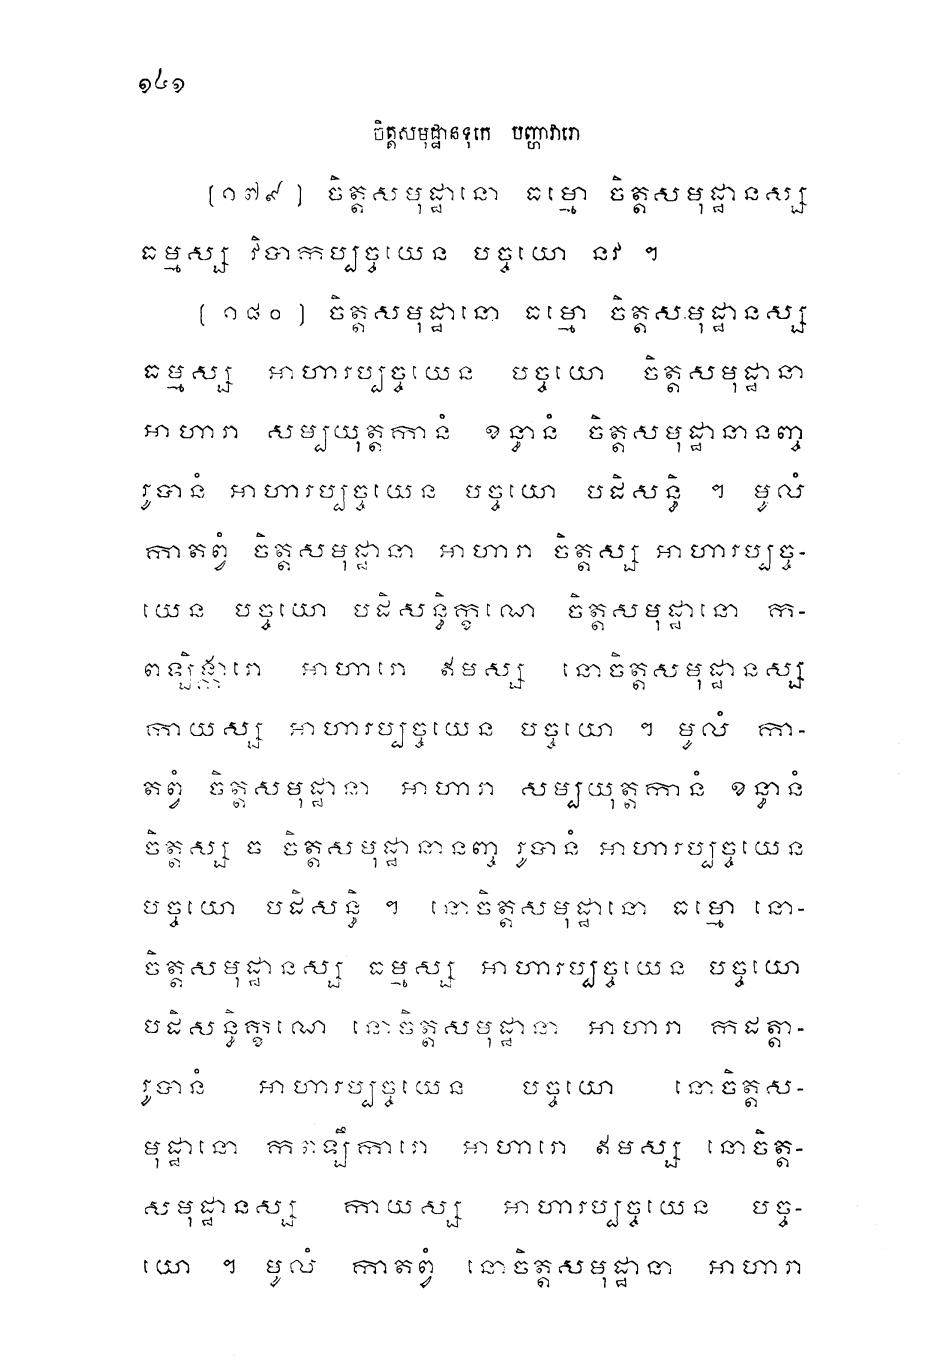 ១៤១
ចិត្តសមុដ្ឋានទុកេ បញ្ហាវារោ
[១៧៩] ចិត្តសមុដ្ឋានោ ធម្មោ ចិត្តសមុដ្ឋានស្ស
ធម្មស្ស វិបាកប្បច្ចយេន បច្ចយោ នវ ។
[១៨០] ចិត្តសមុដ្ឋានោ ធម្មោ ចិត្តសមុដ្ឋានស្ស
ធម្មស្ស អាហារប្បច្ចយេន បច្ចយោ ចិត្តសមុដ្ឋានា
អាហារា សម្បយុត្តកានំ ខន្ធានំ ចិត្តសមុដ្ឋានានញ្ច
រូបានំ អាហារប្បច្ចយេន បច្ចយោ បដិសន្ធិ ។ មូលំ
កាតព្វំ ចិត្តសមុដ្ឋានា អាហារា ចិត្តស្ស អាហារប្បច្ច-
យេន បច្ចយោ បដិសន្ធិក្ខណេ ចិត្តសមុដ្ឋានោ ក-
ពឡិង្ការោ អាហារោ ឥមស្ស នោចិត្តសមុដ្ឋានស្ស
កាយស្ស អាហារប្បច្ចយេន បច្ចយោ ។ មូលំ កា-
តព្វំ ចិត្តសមុដ្ឋានា អាហារា សម្បយុត្តកានំ ខន្ធានំ
ចិត្តស្ស ច ចិត្តសមុដ្ឋានានញ្ច រូបានំ អាហារប្បច្ចយេន
បច្ចយោ បដិសន្ធិ ។ នោចិត្តសមុដ្ឋានោ ធម្មោ នោ-
ចិត្តសមុដ្ឋានស្ស ធម្មស្ស អាហារប្បច្ចយេន បច្ចយោ
បដិសន្ធិក្ខណេ នោចិត្តសមុដ្ឋានា អាហារា កដត្តា-
រូបានំ អាហារប្បច្ចយេន បច្ចយោ នោចិត្តស-
មុដ្ឋានោ កពឡឹការោ អាហារោ ឥមស្ស នោចិត្ត-
សមុដ្ឋានស្ស កាយស្ស អាហារប្បច្ចយេន បច្ច-
យោ ។ មូលំ កាតព្វំ នោចិត្តសមុដ្ឋានា អាហារា